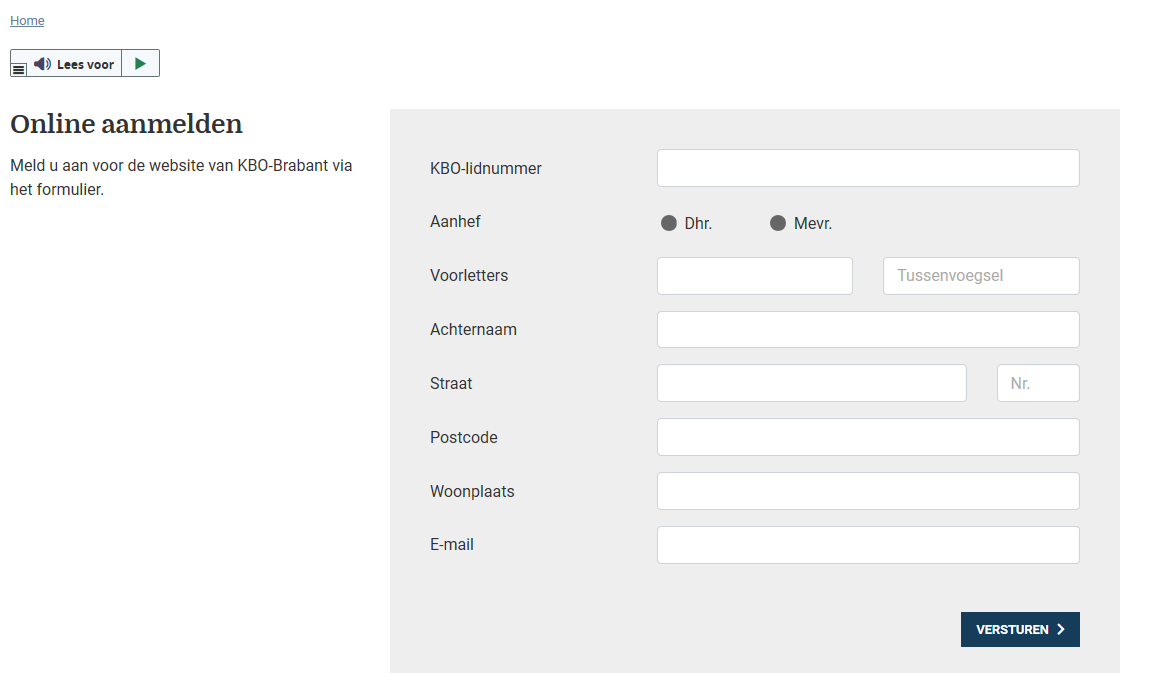 Home
Lees voor
Online aanmelden
Meld u aan voor de website van KBO-Brabant via
het formulier.
KBO-lidnummer
Aanhef Dhr. Mevr.
Voorletters Tussenvoegsel
Achternaam
Straat Nr.
Postcode
Woonplaats
E-mail
VERSTUREN